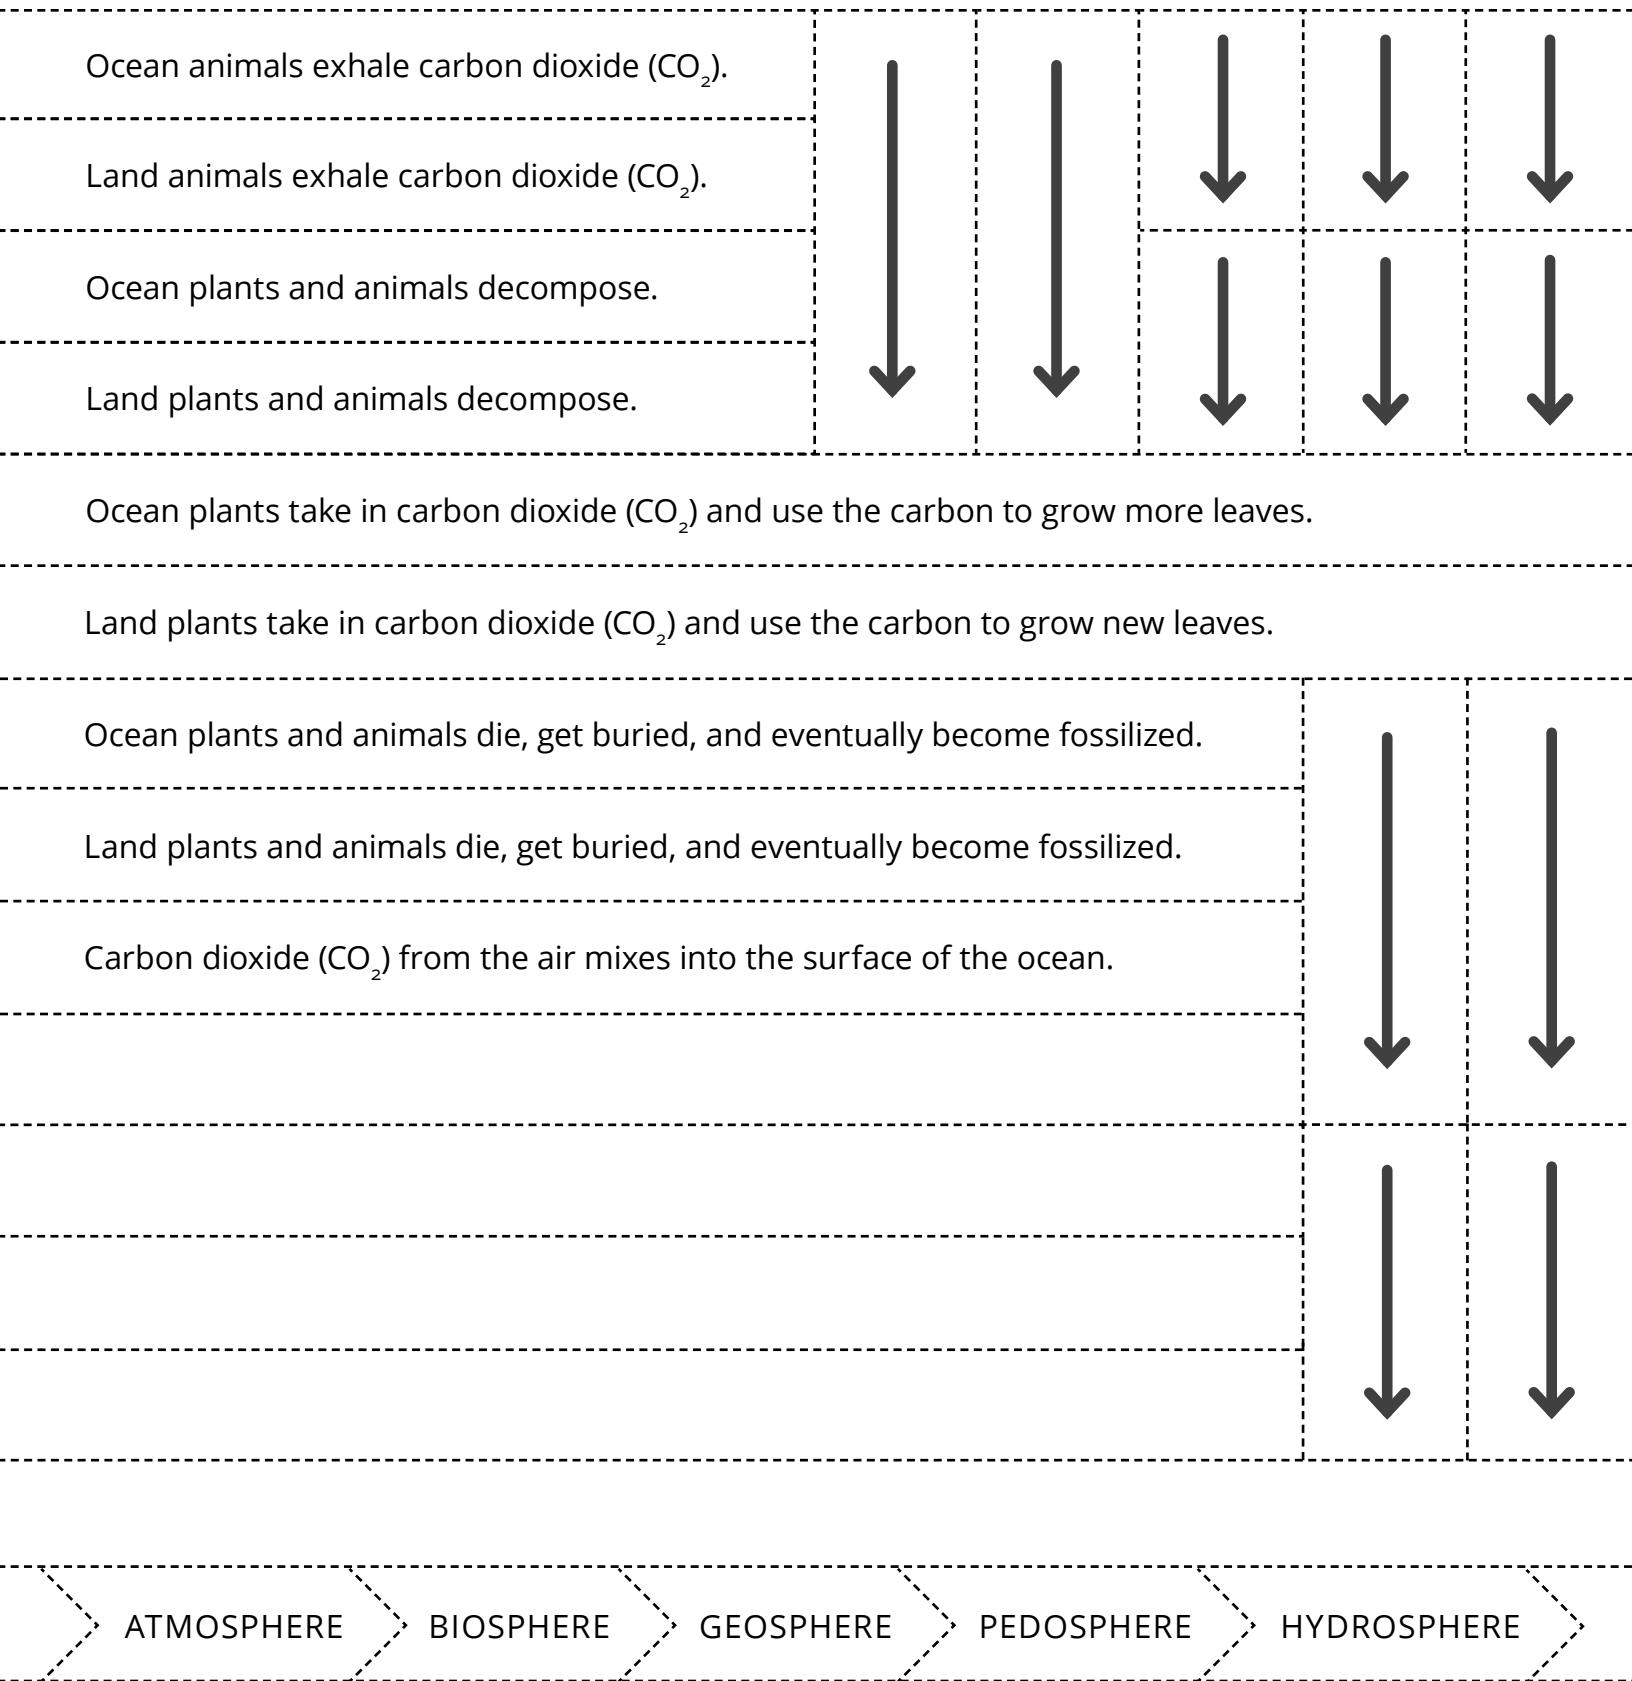 Ocean animals exhale carbon dioxide (CO₂).
Land animals exhale carbon dioxide (CO₂).
Ocean plants and animals decompose.
Land plants and animals decompose.
Ocean plants take in carbon dioxide (CO₂) and use the carbon to grow more leaves.
Land plants take in carbon dioxide (CO₂) and use the carbon to grow new leaves.
Ocean plants and animals die, get buried, and eventually become fossilized.
Land plants and animals die, get buried, and eventually become fossilized.
Carbon dioxide (CO₂) from the air mixes into the surface of the ocean.
ATMOSPHERE BIOSPHERE GEOSPHERE PEDOSPHERE HYDROSPHERE